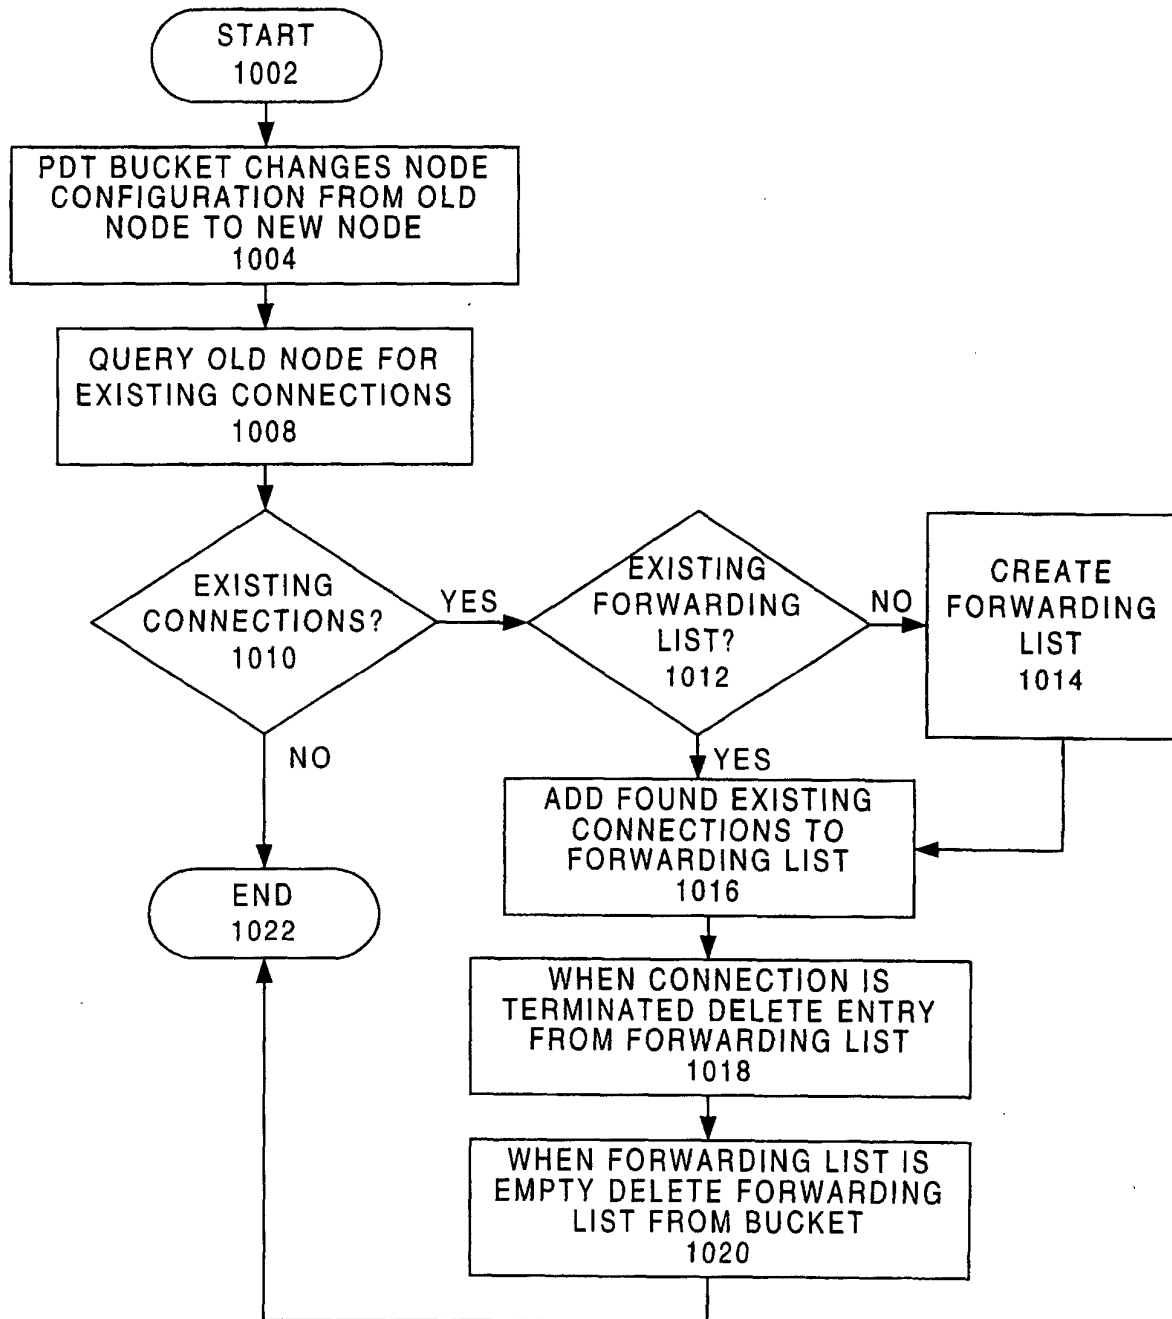 START
1002
PDT BUCKET CHANGES NODE
CONFIGURATION FROM OLD
NODE TO NEW NODE
1004
QUERY OLD NODE FOR
EXISTING CONNECTIONS
1008
EXISTING
CONNECTIONS?
1010
YES
NO
EXISTING
FORWARDING
LIST?
1012
NO
YES
CREATE
FORWARDING
LIST
1014
ADD FOUND EXISTING
CONNECTIONS TO
FORWARDING LIST
1016
END
1022
WHEN CONNECTION IS
TERMINATED DELETE ENTRY
FROM FORWARDING LIST
1018
WHEN FORWARDING LIST IS
EMPTY DELETE FORWARDING
LIST FROM BUCKET
1020